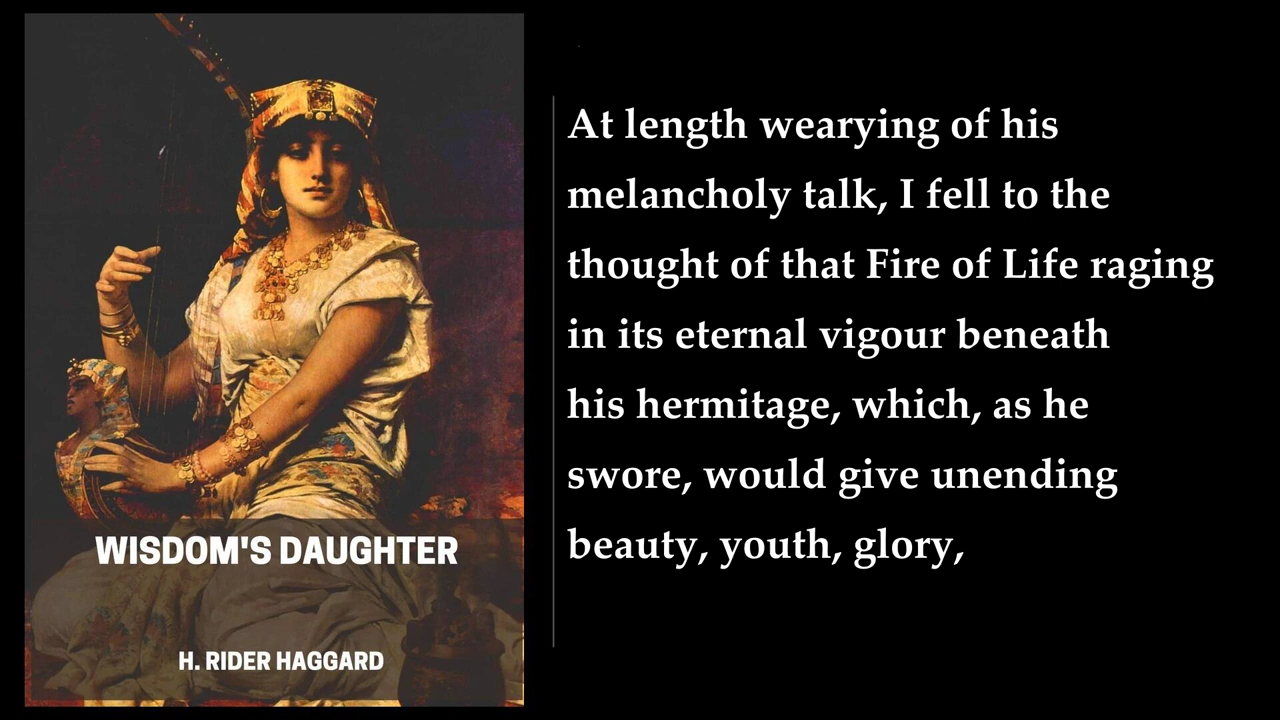 WISDOM'S DAUGHTER
H. RIDER HAGGARD
At length wearying of his
melancholy talk, I fell to the
thought of that Fire of Life raging
in its eternal vigour beneath
his hermitage, which, as he
swore, would give unending
beauty, youth, glory,